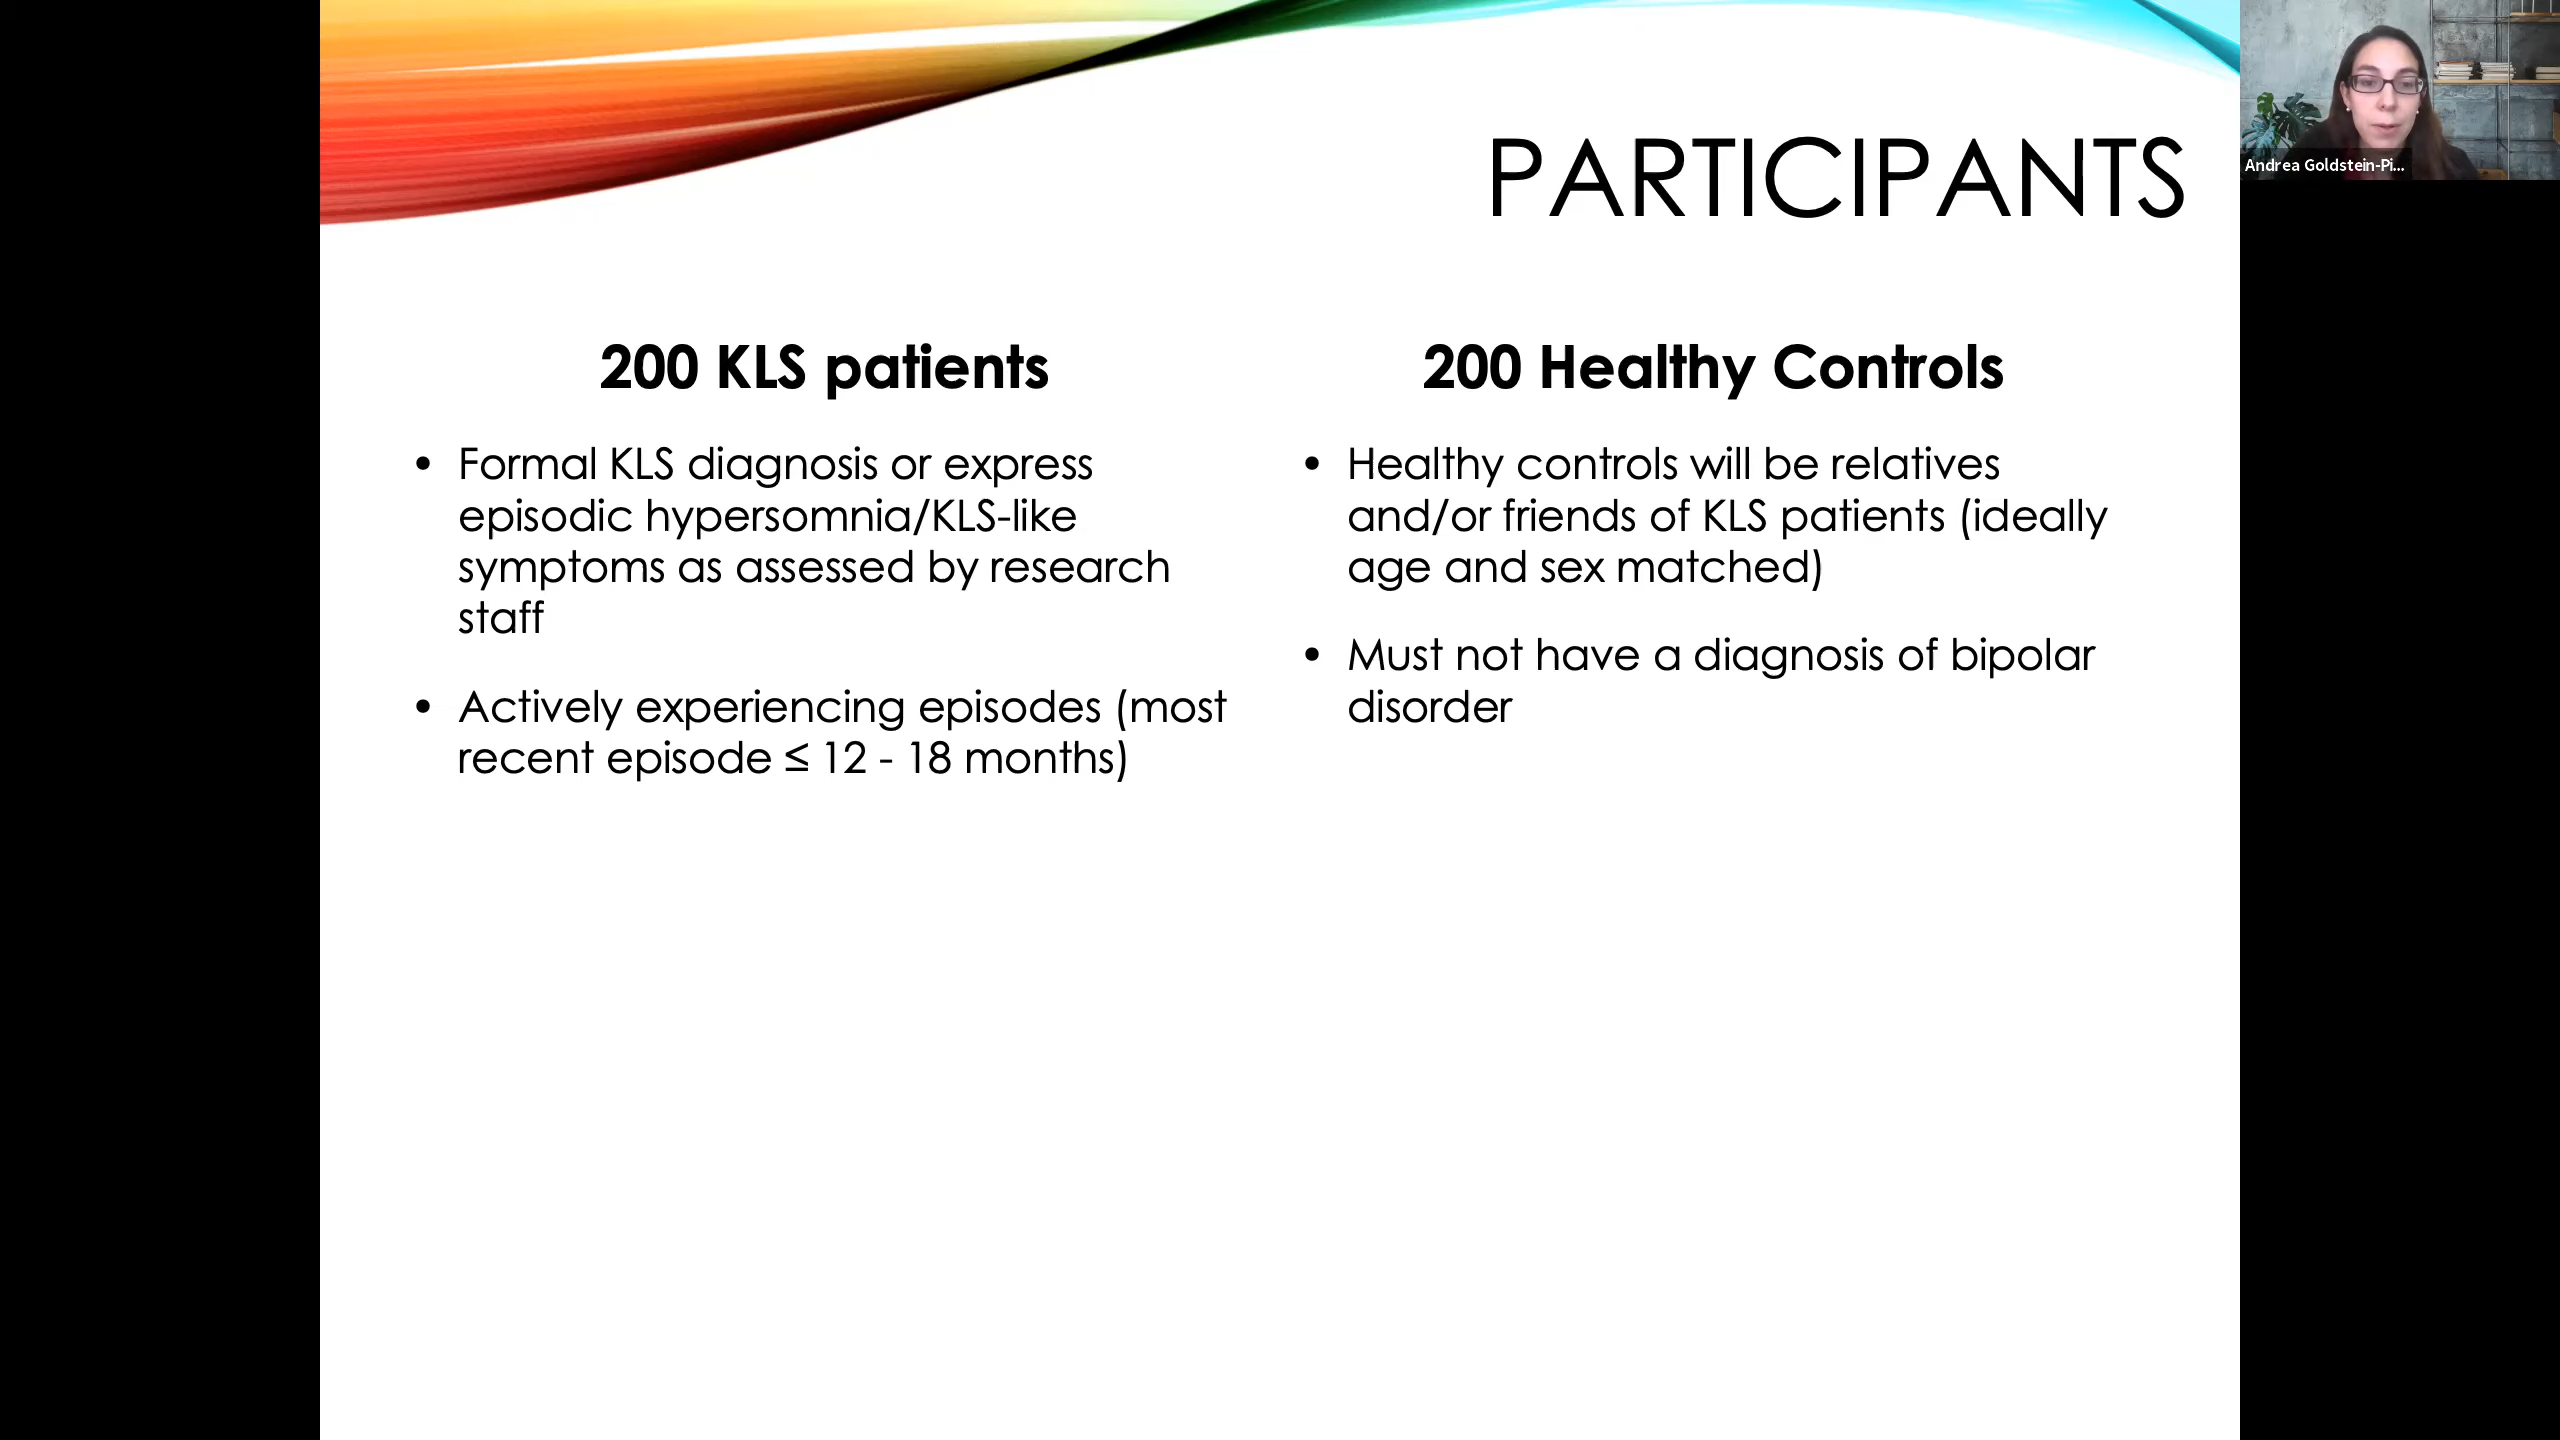 PARTICIPANTS
200 KLS patients
• Formal KLS diagnosis or express
episodic hypersomnia/KLS-like
symptoms as assessed by research
staff
• Actively experiencing episodes (most
recent episode ≤ 12 - 18 months)
200 Healthy Controls
• Healthy controls will be relatives
and/or friends of KLS patients (ideally
age and sex matched)
• Must not have a diagnosis of bipolar
disorder
Andrea Goldstein-Pi...